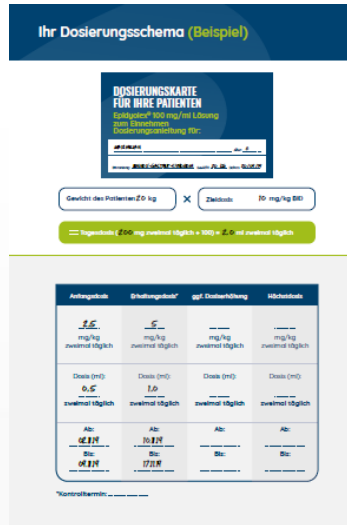 Ihr Dosierungsschema (Beispiel)
DOSIERUNGSKARTE
FÜR IHRE PATIENTEN
Epidyolex® 100 mg/ml Lösung
zum Einnehmen
Dosierungsanleitung für:
Gewicht des Patienten 20 kg × Zieldosis 10 mg/kg BID
= Tagesdosis (200 mg zweimal täglich ÷ 100) = 2,0 ml zweimal täglich
Anfangsdosis Erhaltungsdosis* ggf. Dosiserhöhung Höchstdosis
2,5 5
mg/kg mg/kg mg/kg mg/kg
zweimal täglich zweimal täglich zweimal täglich zweimal täglich
Dosis (ml): Dosis (ml): Dosis (ml): Dosis (ml):
0,5 1,0
zweimal täglich zweimal täglich zweimal täglich zweimal täglich
Ab: Ab: Ab: Ab:
Bis: Bis: Bis: Bis:
*Kontrolltermin: